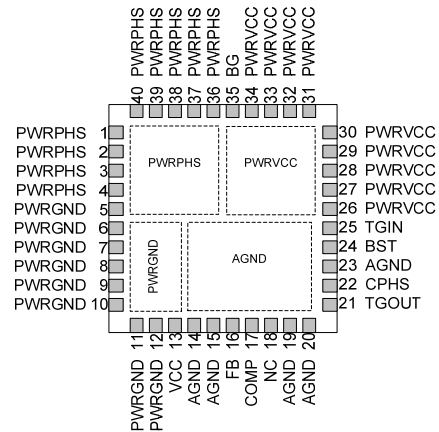 PWRPHS
PWRPHS
PWRPHS
PWRPHS
PWRPHS
BG
PWRVCC
PWRVCC
PWRVCC
PWRVCC
40
39
38
37
36
35
34
33
32
31
PWRPHS 1
PWRPHS 2
PWRPHS 3
PWRPHS 4
PWRGND 5
PWRGND 6
PWRGND 7
PWRGND 8
PWRGND 9
PWRGND 10
PWRPHS
PWRVCC
PWRGND
AGND
30 PWRVCC
29 PWRVCC
28 PWRVCC
27 PWRVCC
26 PWRVCC
25 TGIN
24 BST
23 AGND
22 CPHS
21 TGOUT
PWRGND 11
PWRGND 12
VCC 13
AGND 14
AGND 15
FB 16
COMP 17
NC 18
AGND 19
AGND 20